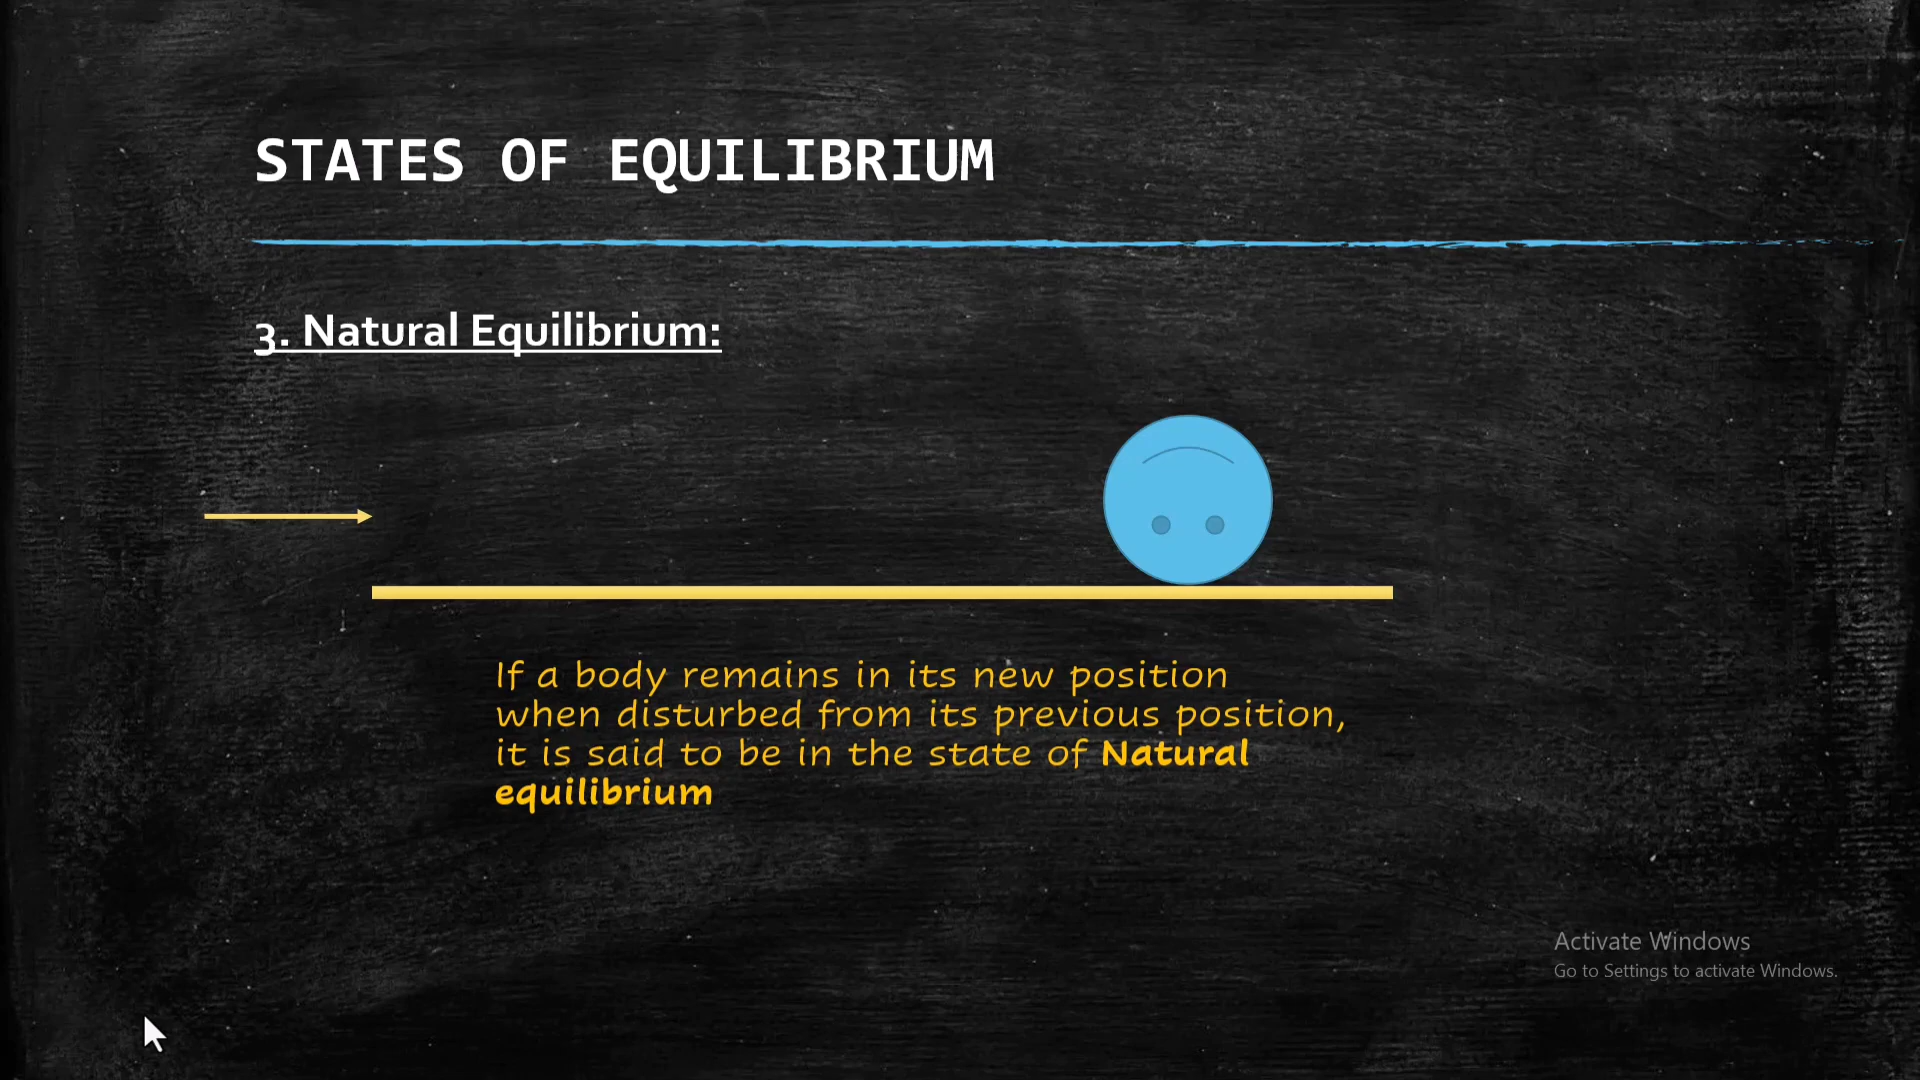 STATES OF EQUILIBRIUM
3. Natural Equilibrium:
If a body remains in its new position
when disturbed from its previous position,
it is said to be in the state of Natural
equilibrium
Activate Windows
Go to Settings to activate Windows.